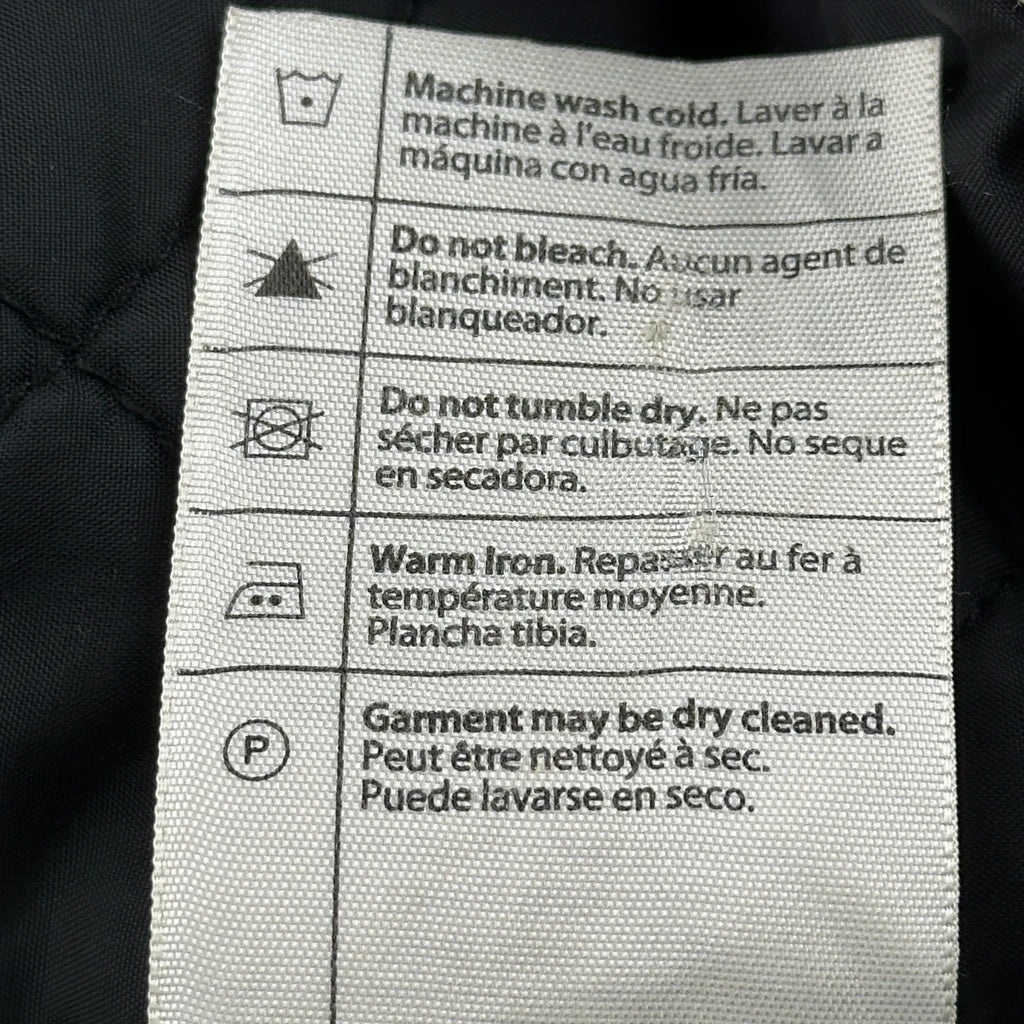 Machine wash cold. Laver à la
machine à l'eau froide. Lavar a
máquina con agua fría.
Do not bleach. Aucun agent de
blanchiment. No usar
blanqueador.
Do not tumble dry. Ne pas
sécher par culbutage. No seque
en secadora.
Warm Iron. Repasser au fer à
température moyenne.
Plancha tibia.
P
Garment may be dry cleaned.
Peut être nettoyé à sec.
Puede lavarse en seco.